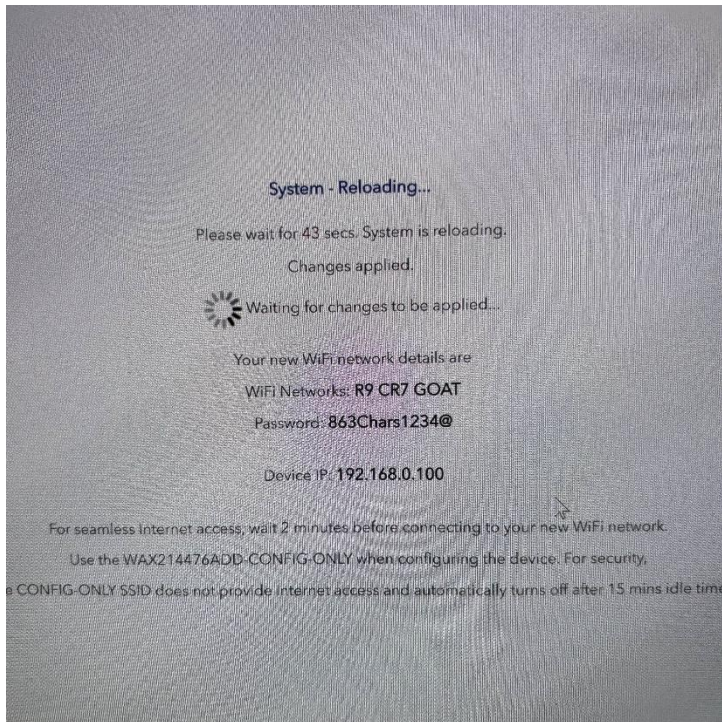 System - Reloading...
Please wait for 43 secs. System is reloading.
Changes applied.
Waiting for changes to be applied...
Your new WiFi network details are
WiFi Networks: R9 CR7 GOAT
Password: 863Chars1234@
Device IP: 192.168.0.100
For seamless Internet access, wait 2 minutes before connecting to your new WiFi network.
Use the WAX214476ADD-CONFIG-ONLY when configuring the device. For security,
e CONFIG-ONLY SSID does not provide internet access and automatically turns off after 15 mins idle time